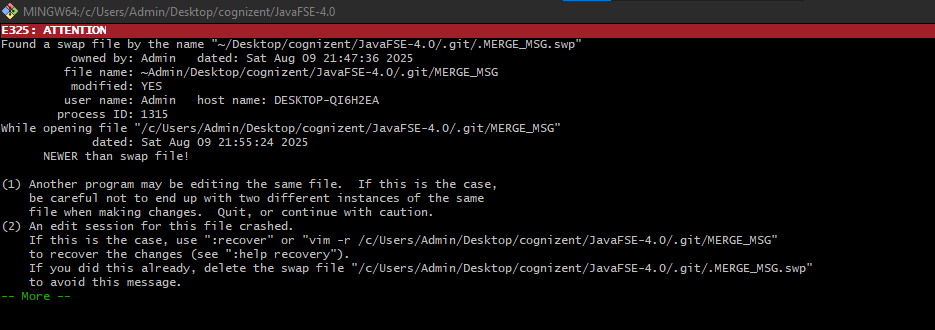 MINGW64:/c/Users/Admin/Desktop/cognizent/JavaFSE-4.0
E325: ATTENTION
Found a swap file by the name "~/Desktop/cognizent/JavaFSE-4.0/.git/.MERGE_MSG.swp"
owned by: Admin   dated: Sat Aug 09 21:47:36 2025
file name: ~Admin/Desktop/cognizent/JavaFSE-4.0/.git/MERGE_MSG
modified: YES
user name: Admin   host name: DESKTOP-QI6H2EA
process ID: 1315
While opening file "/c/Users/Admin/Desktop/cognizent/JavaFSE-4.0/.git/MERGE_MSG"
dated: Sat Aug 09 21:55:24 2025
NEWER than swap file!
(1) Another program may be editing the same file.  If this is the case,
be careful not to end up with two different instances of the same
file when making changes.  Quit, or continue with caution.
(2) An edit session for this file crashed.
If this is the case, use ":recover" or "vim -r /c/Users/Admin/Desktop/cognizent/JavaFSE-4.0/.git/MERGE_MSG"
to recover the changes (see ":help recovery").
If you did this already, delete the swap file "/c/Users/Admin/Desktop/cognizent/JavaFSE-4.0/.git/.MERGE_MSG.swp"
to avoid this message.
-- More --